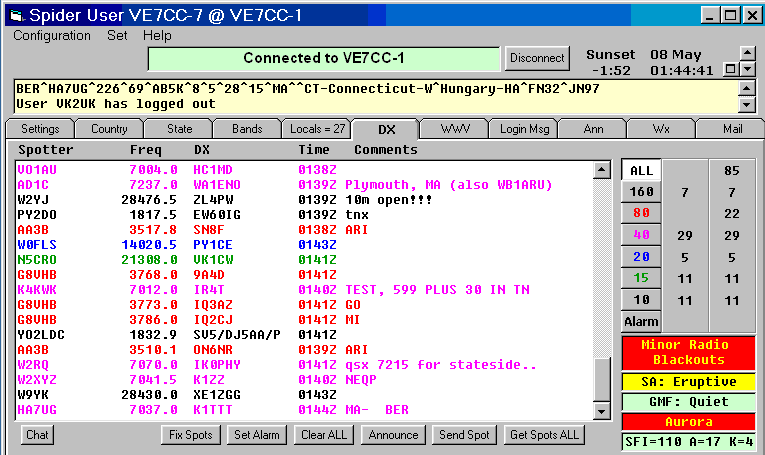 Spider User VE7CC-7 @ VE7CC-1
Configuration Set Help
Connected to VE7CC-1 Disconnect Sunset 08 May
-1:52 01:44:41
BER^HA7UG^226^69^AB5K^8^5^28^15^MA^^CT-Connecticut-W^Hungary-HA^FN32^JN97
User VK2VK has logged out
Settings Country State Bands Locals = 27 DX WWV Login Msg Ann Wx Mail
Spotter Freq DX Time Comments
VO1AU 7004.0 HC1MD 0138Z
AD1C 7237.0 WA1ENO 0139Z Plymouth, MA (also WB1ARU)
W2YJ 28476.5 ZL4PW 0139Z 10m open!!!
PY2DO 1817.5 EW60IG 0139Z tnx
AA3B 3517.8 SN8F 0138Z ARI
W0FLS 14020.5 PY1CE 0143Z
N5CRO 21308.0 VK1CW 0141Z
G8VHB 3768.0 9A4D 0141Z
K4KWK 7012.0 IR4T 0140Z TEST, 599 PLUS 30 IN TN
G8VHB 3773.0 IQ3AZ 0141Z GO
G8VHB 3786.0 IQ2CJ 0141Z MI
YO2LDC 1832.9 SV5/DJ5AA/P 0141Z
AA3B 3510.1 ON6NR 0139Z ARI
W2RQ 7070.0 IK0PHY 0141Z qsx 7215 for stateside..
W2XYZ 7041.5 K1ZZ 0140Z NEQP
W9YK 28430.0 XE1ZGG 0143Z
HA7UG 7037.0 K1TTT 0144Z MA- BER
ALL 85
160 7 7
80 22
40 29 29
20 5 5
15 11 11
10 11 11
Alarm
Minor Radio
Blackouts
SA: Eruptive
GMF: Quiet
Aurora
SFI=110 A=17 K=4
Chat Fix Spots Set Alarm Clear ALL Announce Send Spot Get Spots ALL